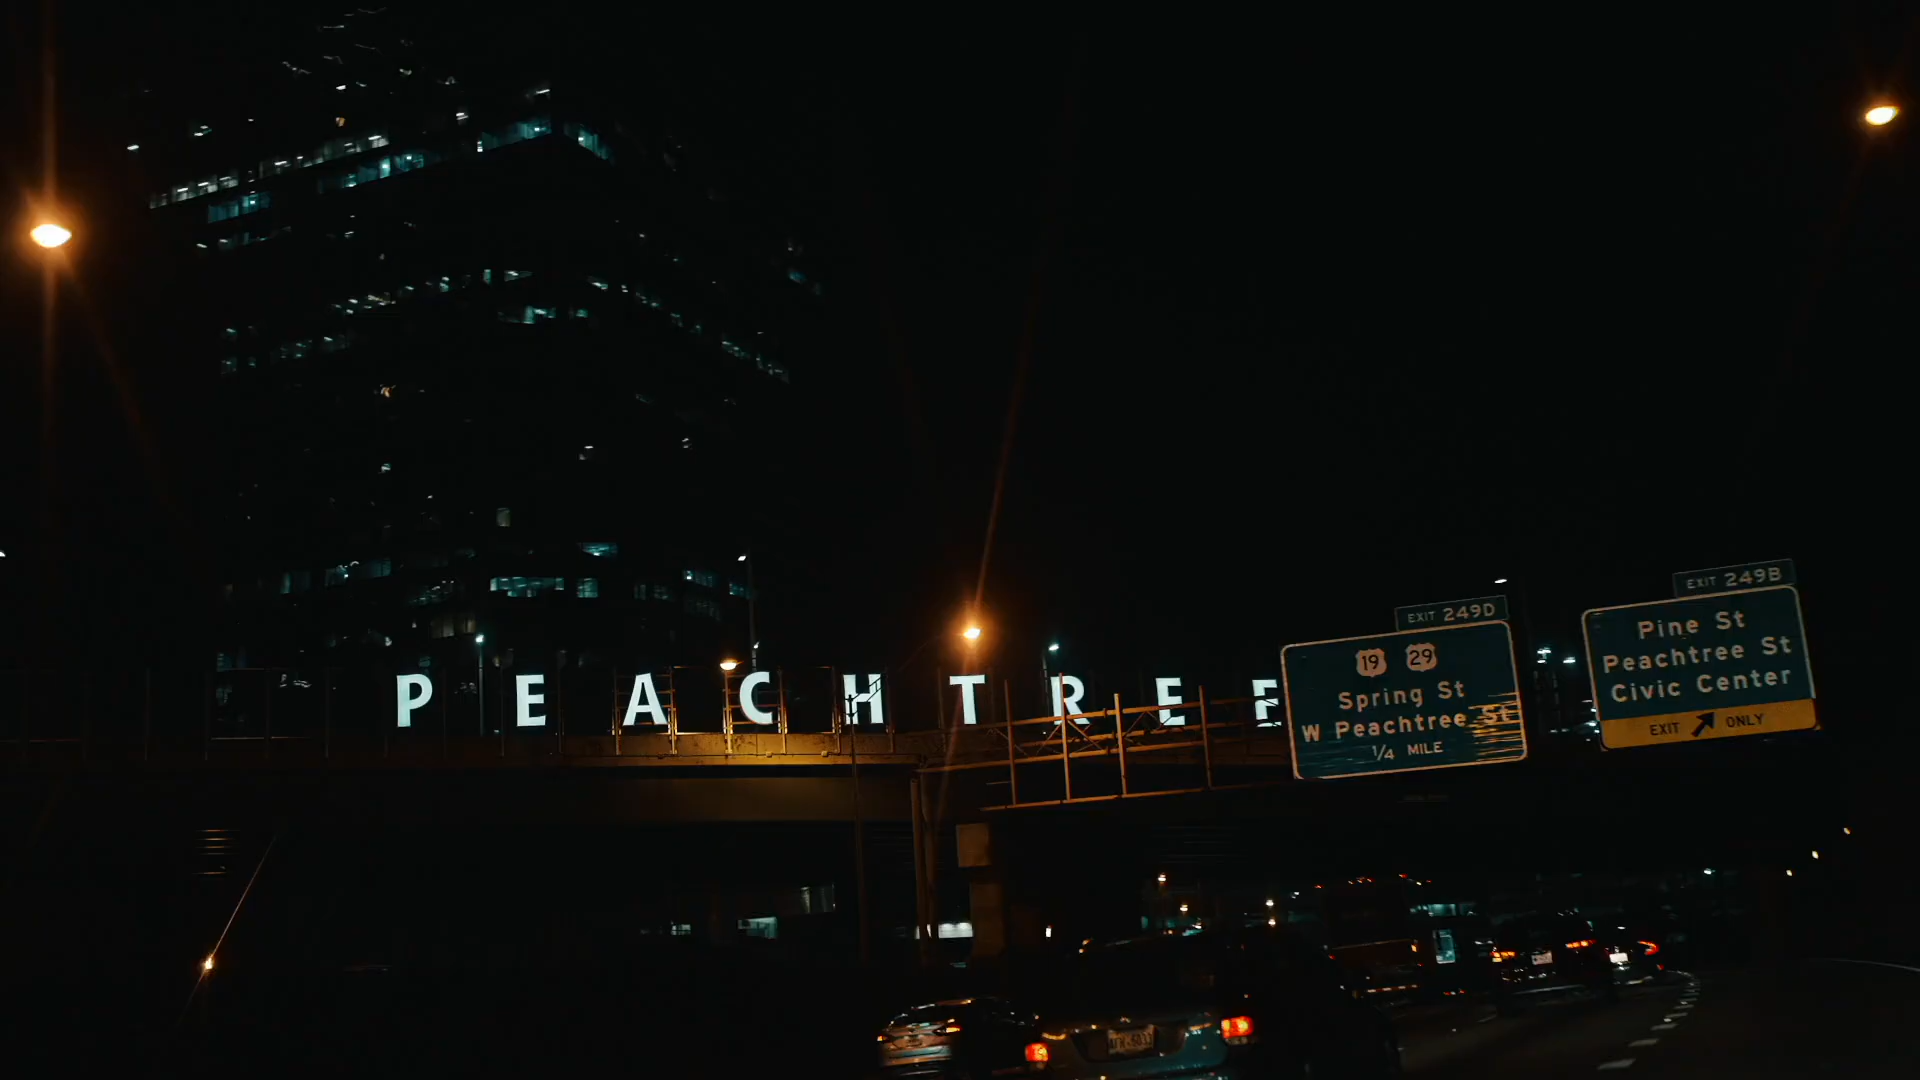 PEACHTREE
EXIT 249D
19 29
Spring St
W Peachtree St
1/4 MILE
EXIT 249B
Pine St
Peachtree St
Civic Center
EXIT ONLY